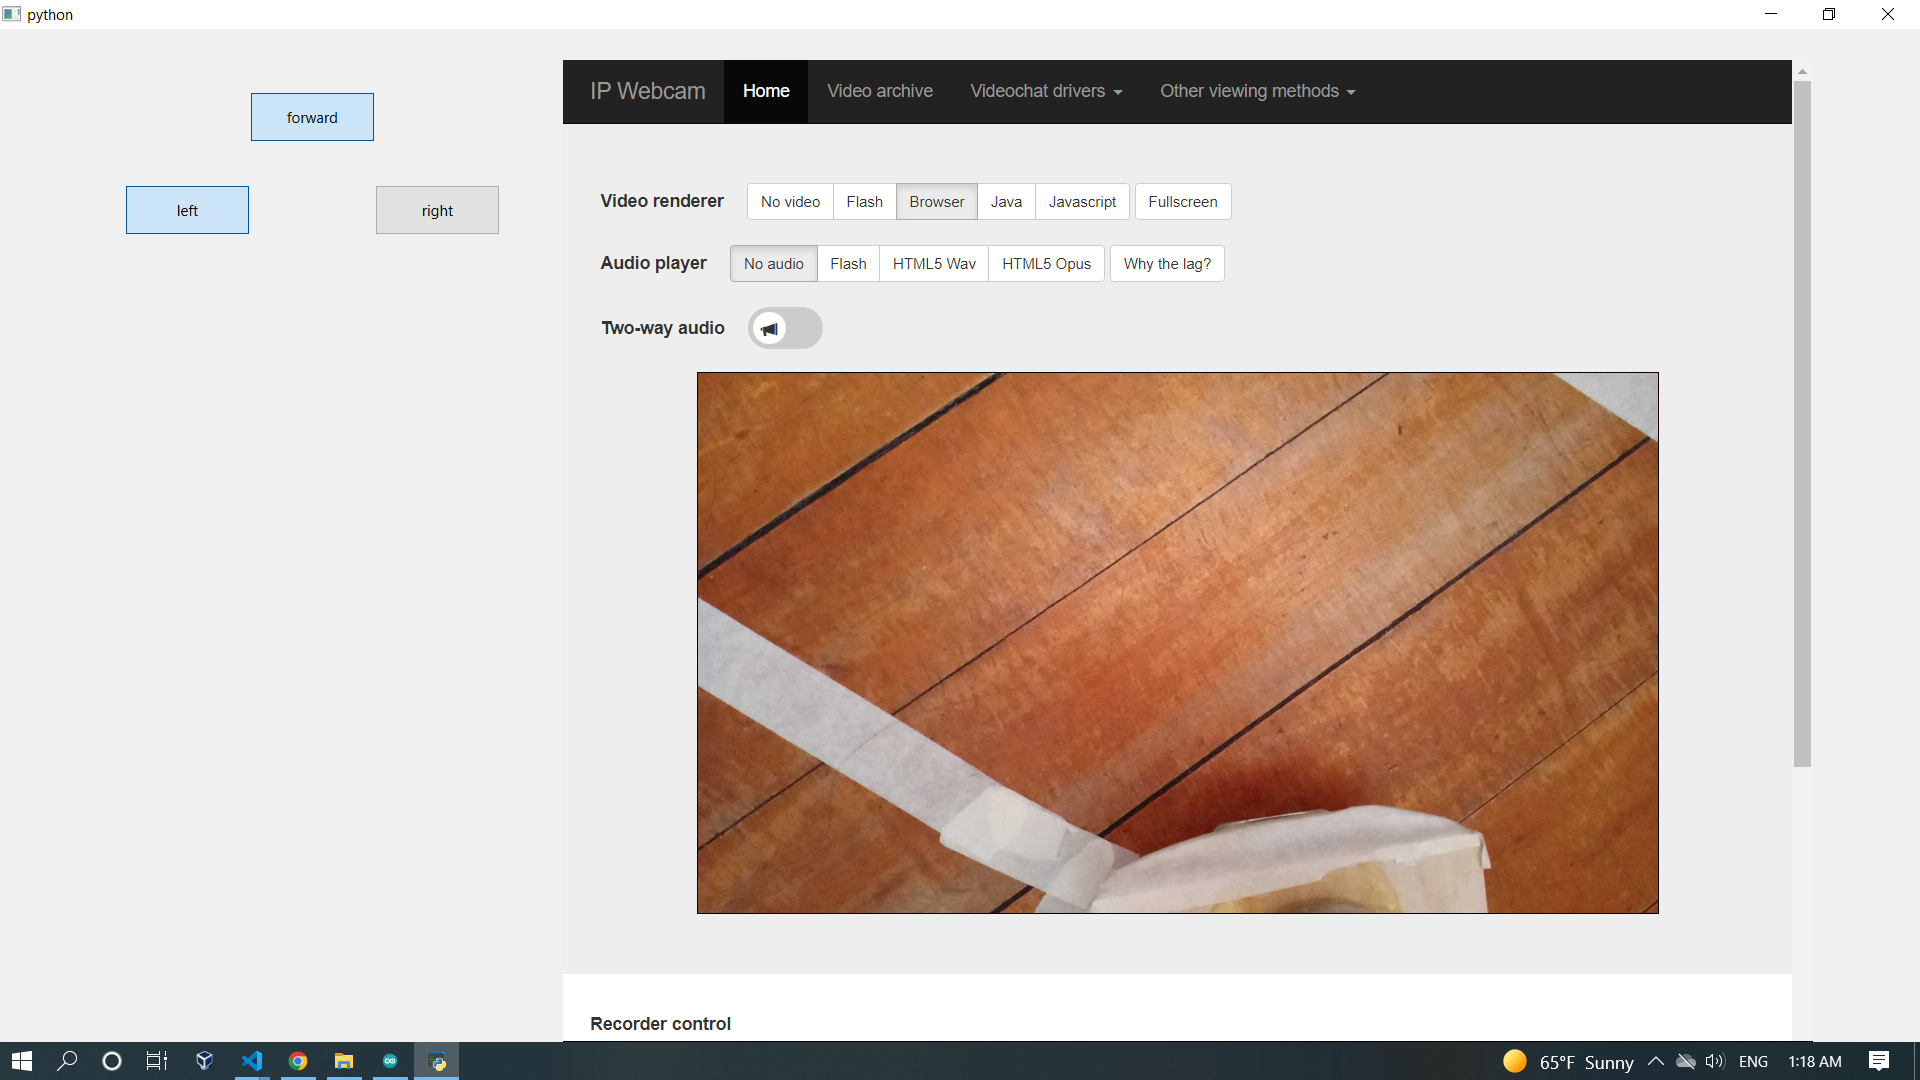 python
forward
left
right
IP Webcam Home Video archive Videochat drivers Other viewing methods
Video renderer No video Flash Browser Java Javascript Fullscreen
Audio player No audio Flash HTML5 Wav HTML5 Opus Why the lag?
Two-way audio
Recorder control
65°F Sunny ENG 1:18 AM